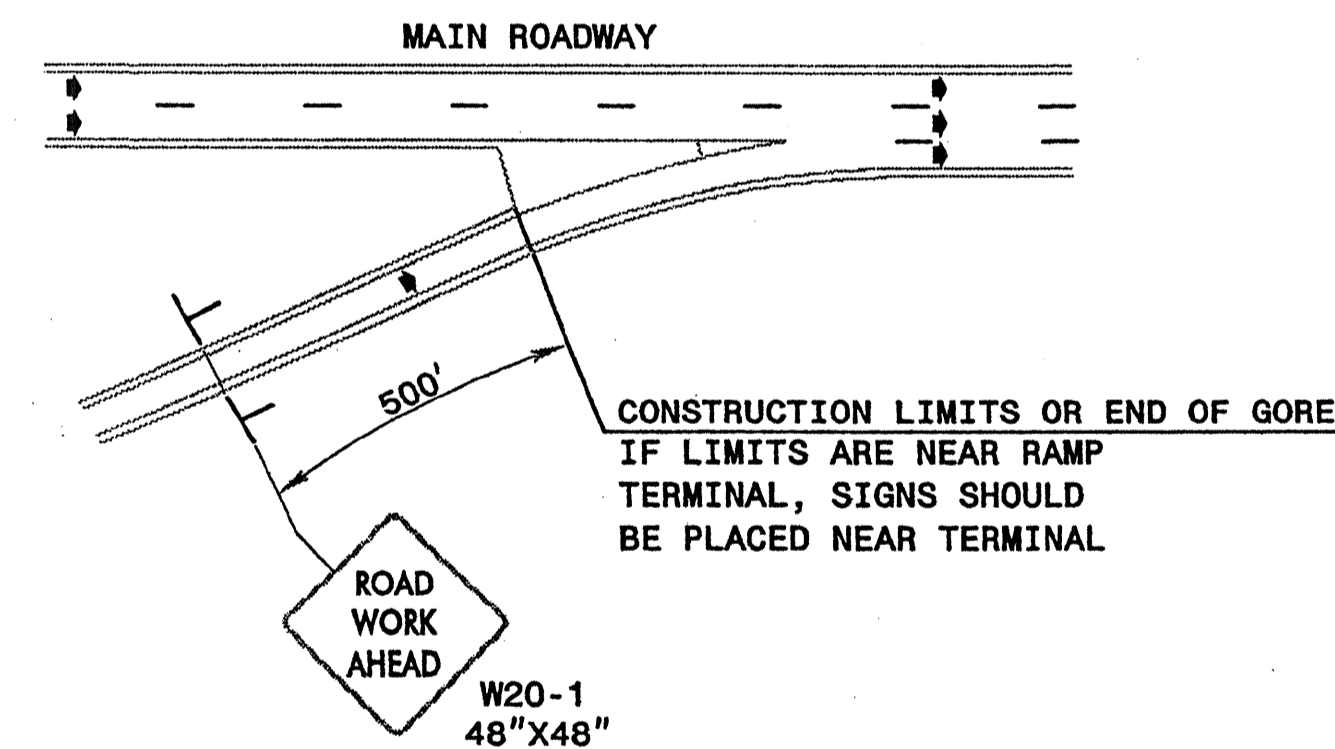 MAIN ROADWAY
500'
CONSTRUCTION LIMITS OR END OF GORE
IF LIMITS ARE NEAR RAMP
TERMINAL, SIGNS SHOULD
BE PLACED NEAR TERMINAL
ROAD
WORK
AHEAD
W20-1
48"X48"